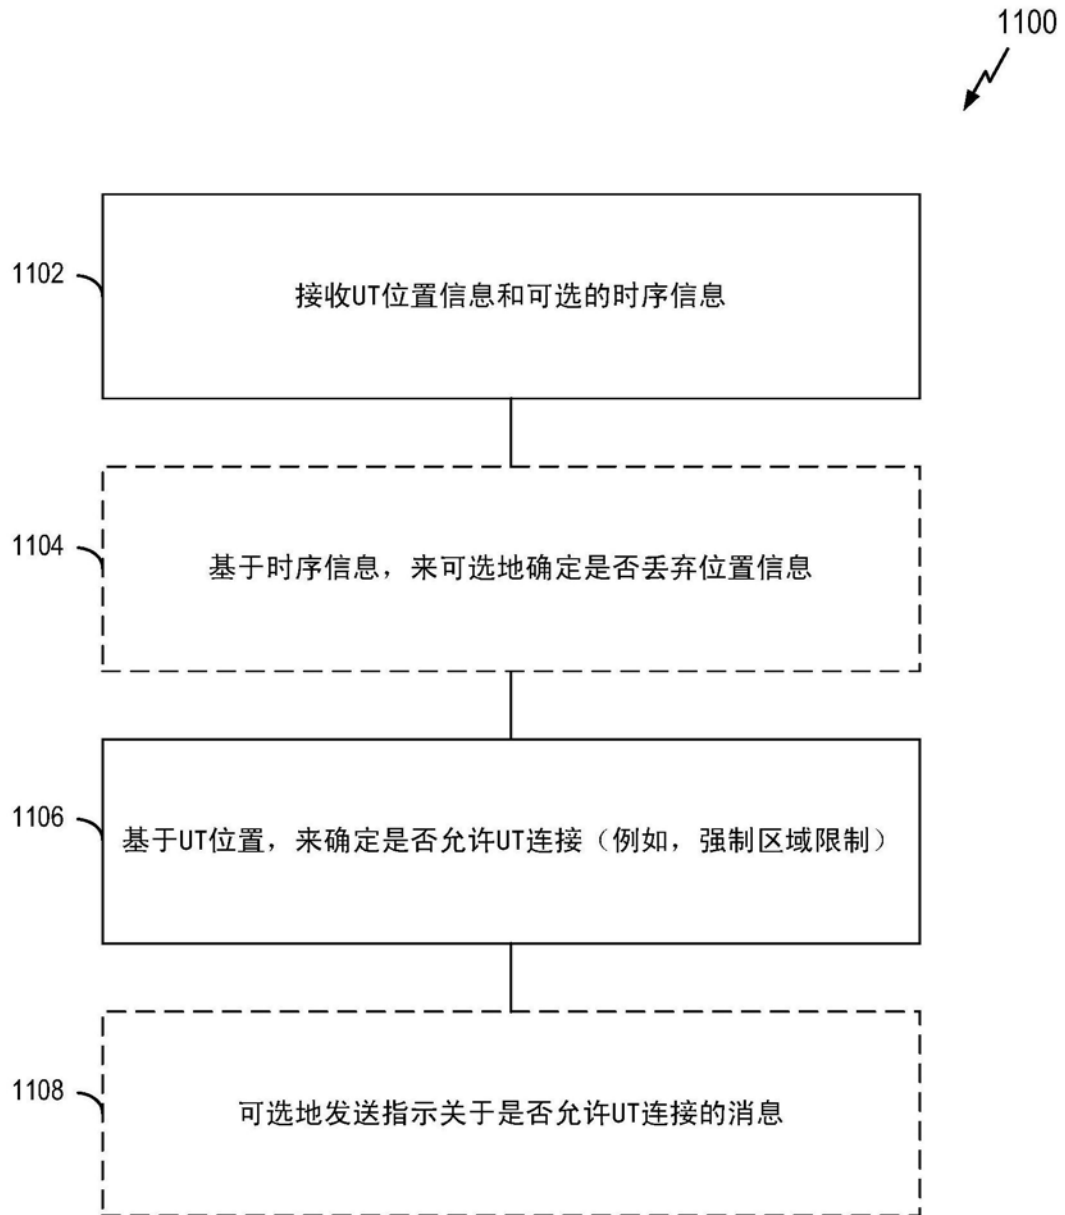 1100
1102
接收UT位置信息和可选的时序信息
1104
基于时序信息，来可选地确定是否丢弃位置信息
1106
基于UT位置，来确定是否允许UT连接（例如，强制区域限制）
1108
可选地发送指示关于是否允许UT连接的消息